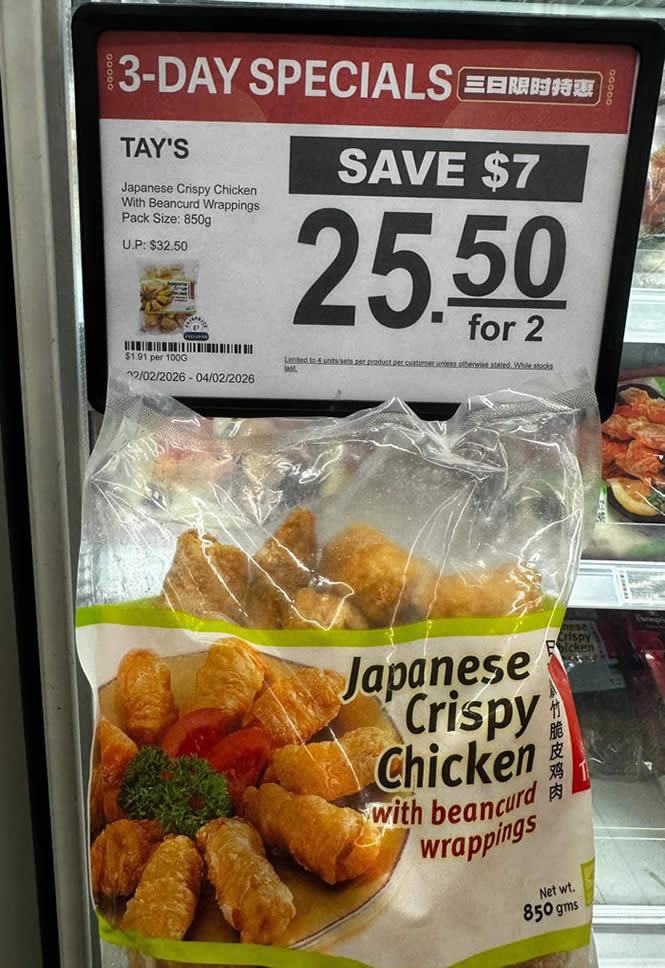 3-DAY SPECIALS 三日限时特惠
TAY'S
Japanese Crispy Chicken
With Beancurd Wrappings
Pack Size: 850g
U.P: $32.50
SAVE $7
25.50
for 2
EXCLUSIVE
$1.91 per 100G
02/02/2026 - 04/02/2026
Limited to 4 units/sets per product per customer unless otherwise stated. While stocks
last.
Japanese
Crispy
Chicken
with beancurd
wrappings
竹脆皮鸡肉
Net wt.
850 gms